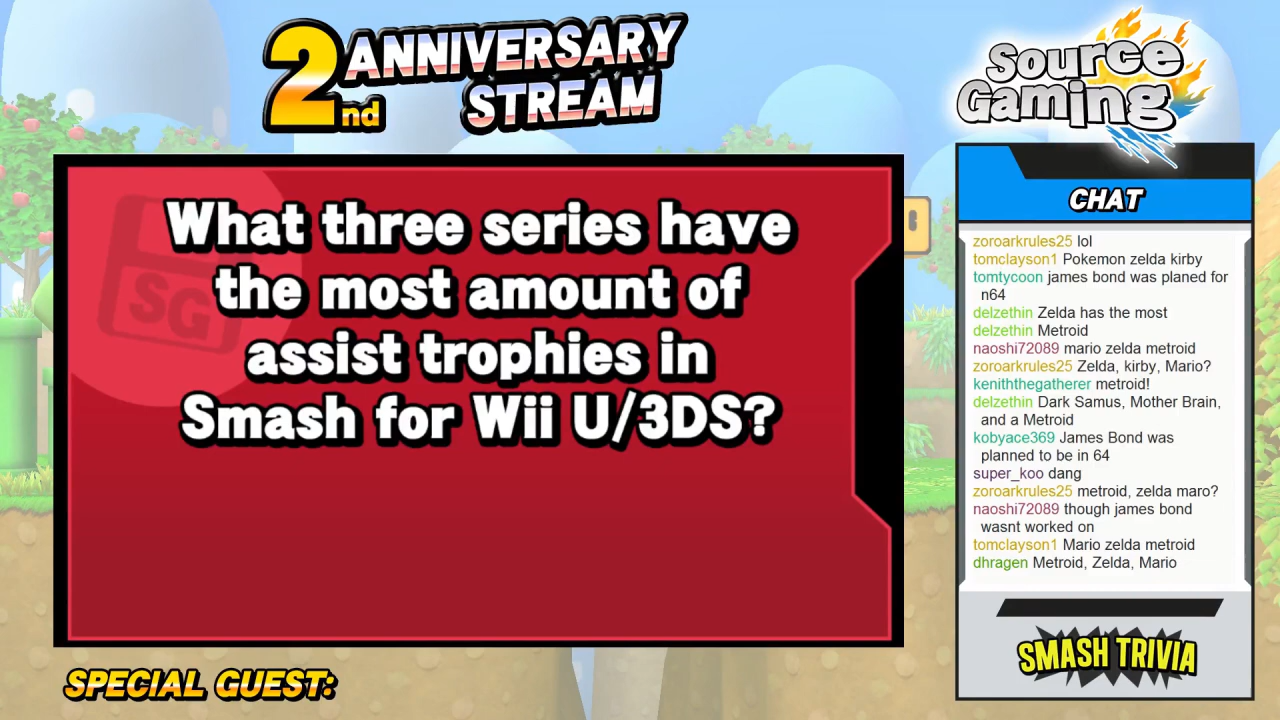 2nd ANNIVERSARY
STREAM
Source
Gaming
What three series have
the most amount of
assist trophies in
Smash for Wii U/3DS?
SG
CHAT
zoroarkrules25 lol
tomclayson1 Pokemon zelda kirby
tomtycoon james bond was planed for
n64
delzethin Zelda has the most
delzethin Metroid
naoshi72089 mario zelda metroid
zoroarkrules25 Zelda, kirby, Mario?
keniththegatherer metroid!
delzethin Dark Samus, Mother Brain,
and a Metroid
kobyace369 James Bond was
planned to be in 64
super_koo dang
zoroarkrules25 metroid, zelda maro?
naoshi72089 though james bond
wasnt worked on
tomclayson1 Mario zelda metroid
dhragen Metroid, Zelda, Mario
SMASH TRIVIA
SPECIAL GUEST: